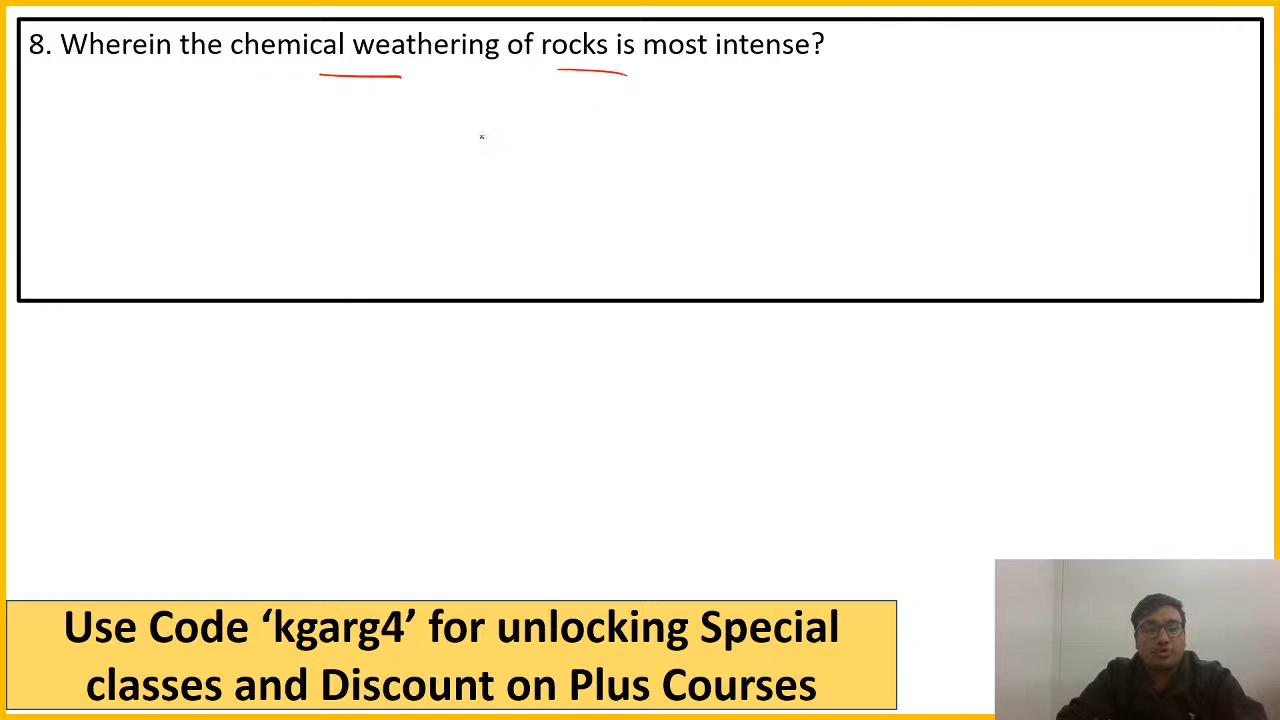 8. Wherein the chemical weathering of rocks is most intense?
Use Code ‘kgarg4’ for unlocking Special
classes and Discount on Plus Courses